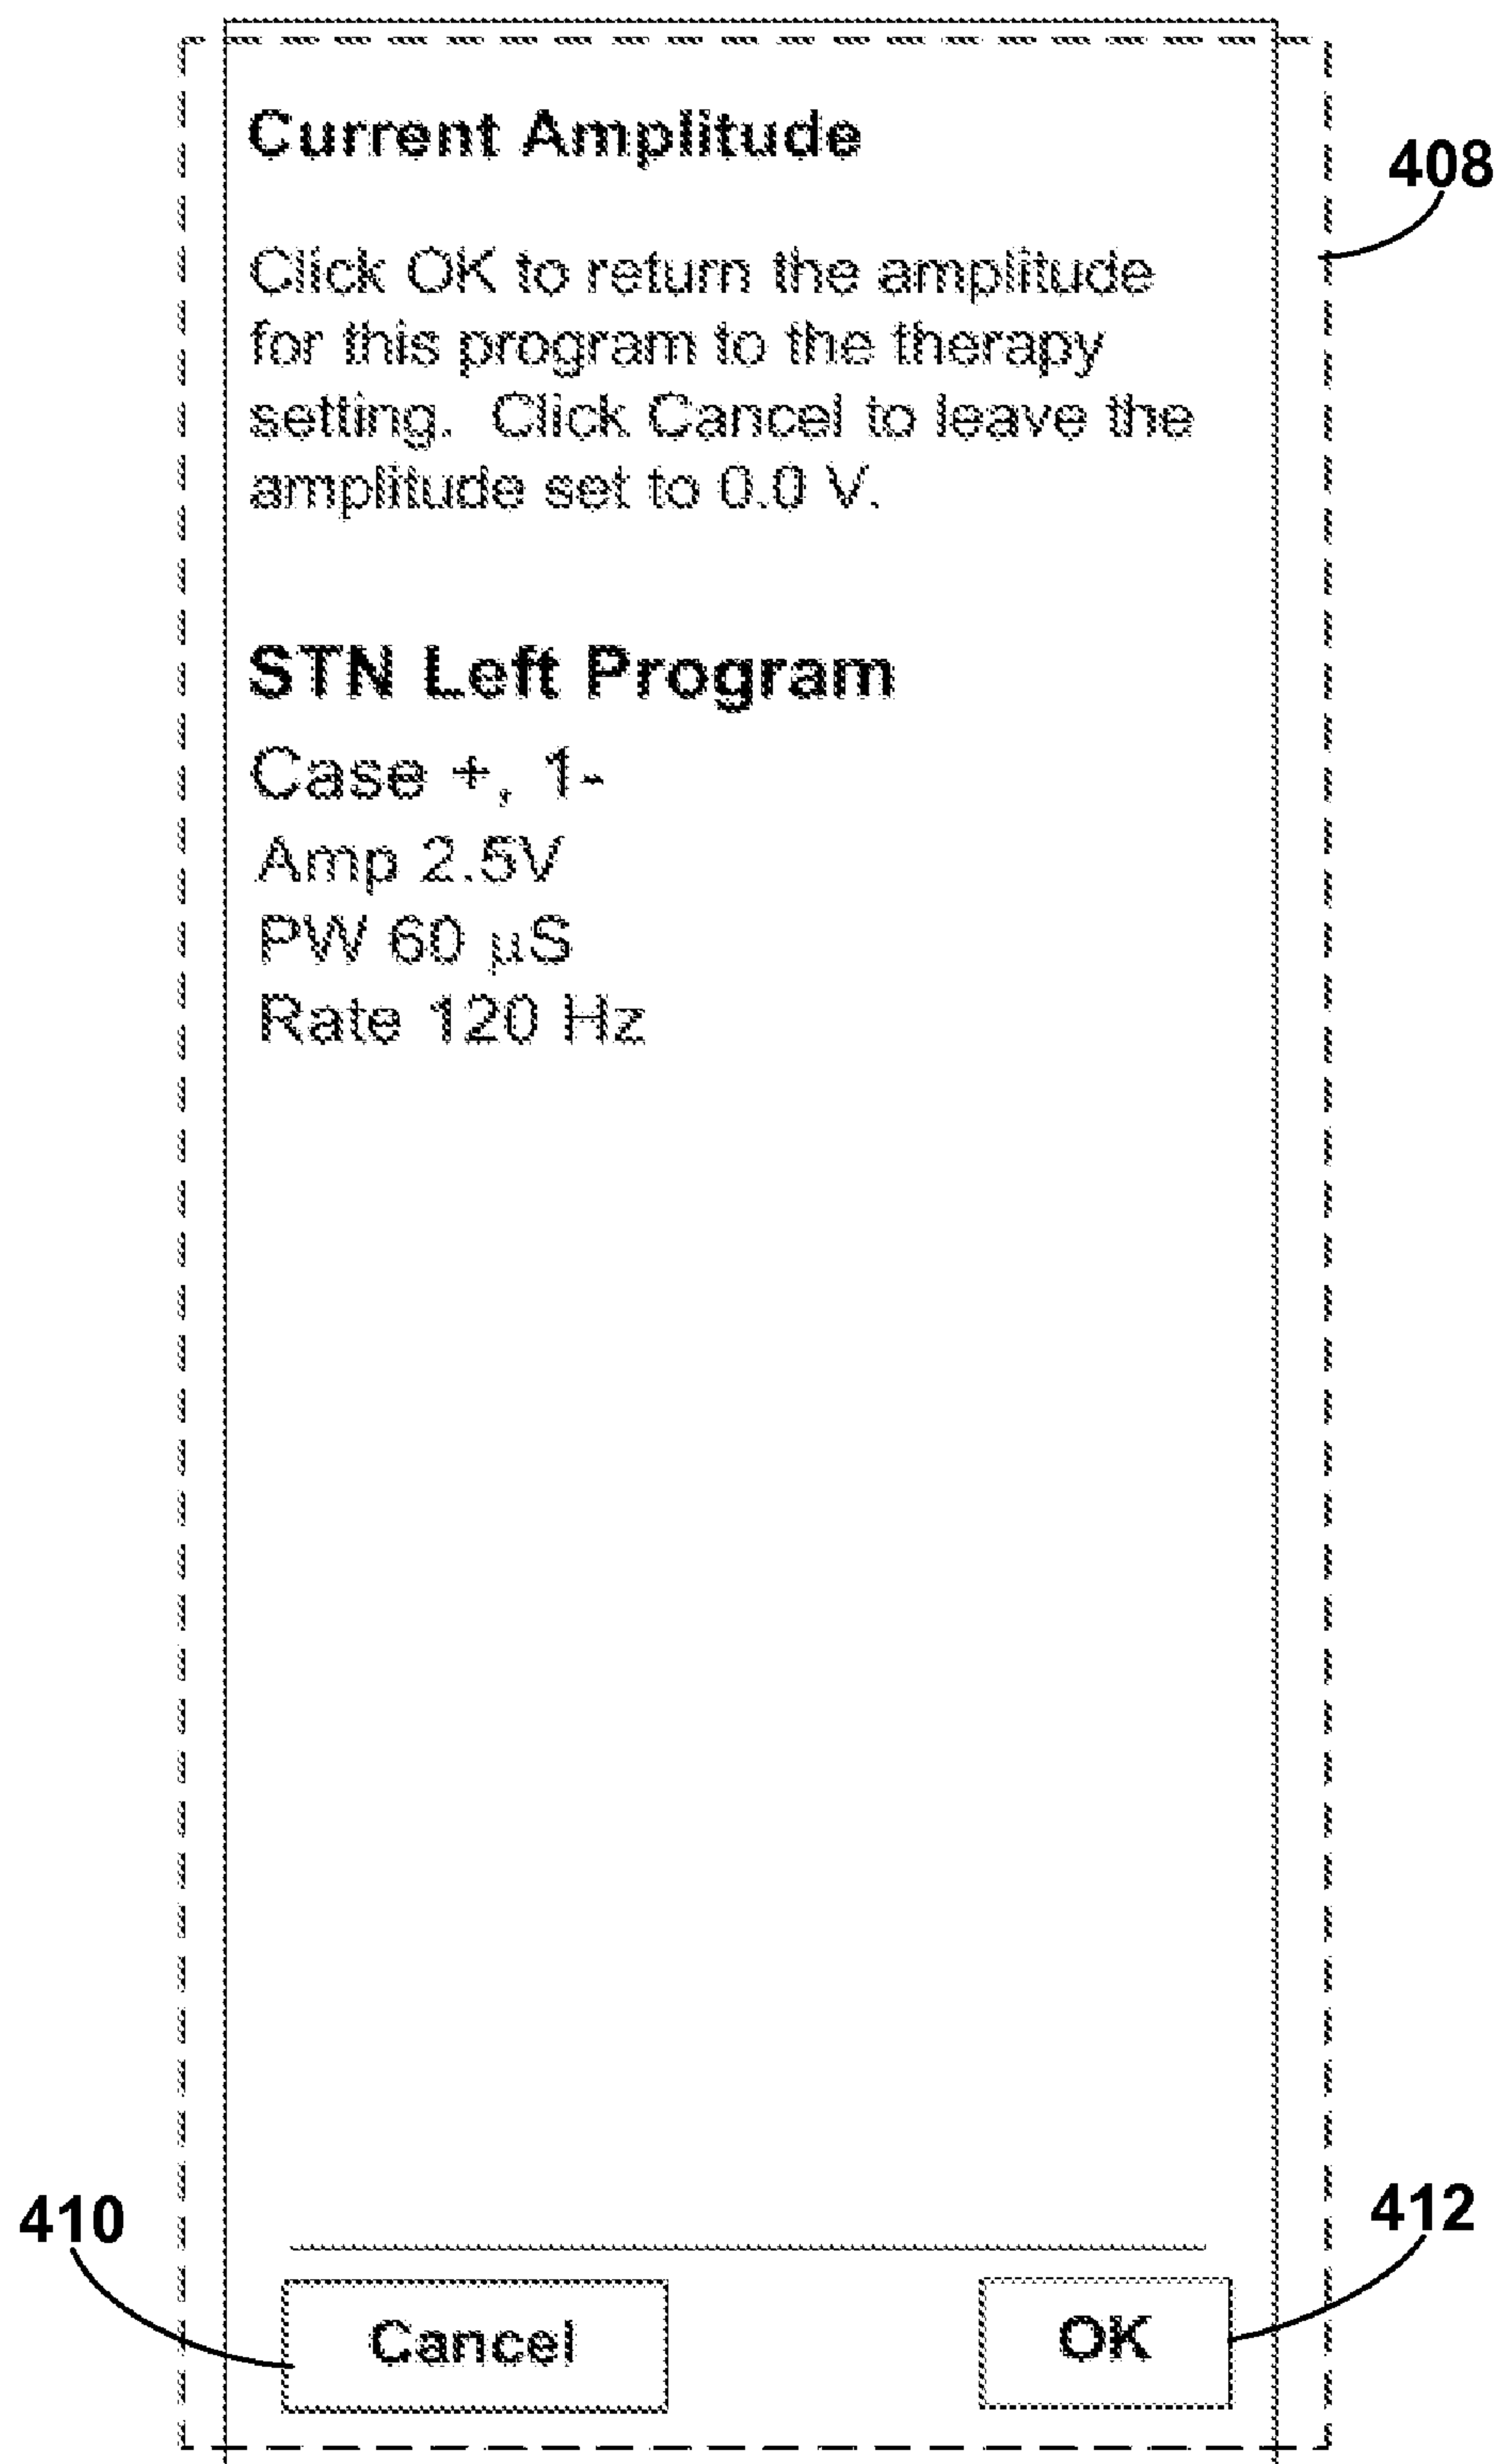 Current Amplitude
408
Click OK to return the amplitude
for this program to the therapy
setting.  Click Cancel to leave the
amplitude set to 0.0 V.
STN Left Program
Case +, 1-
Amp 2.5V
PW 60 µS
Rate 120 Hz
410
412
Cancel
OK